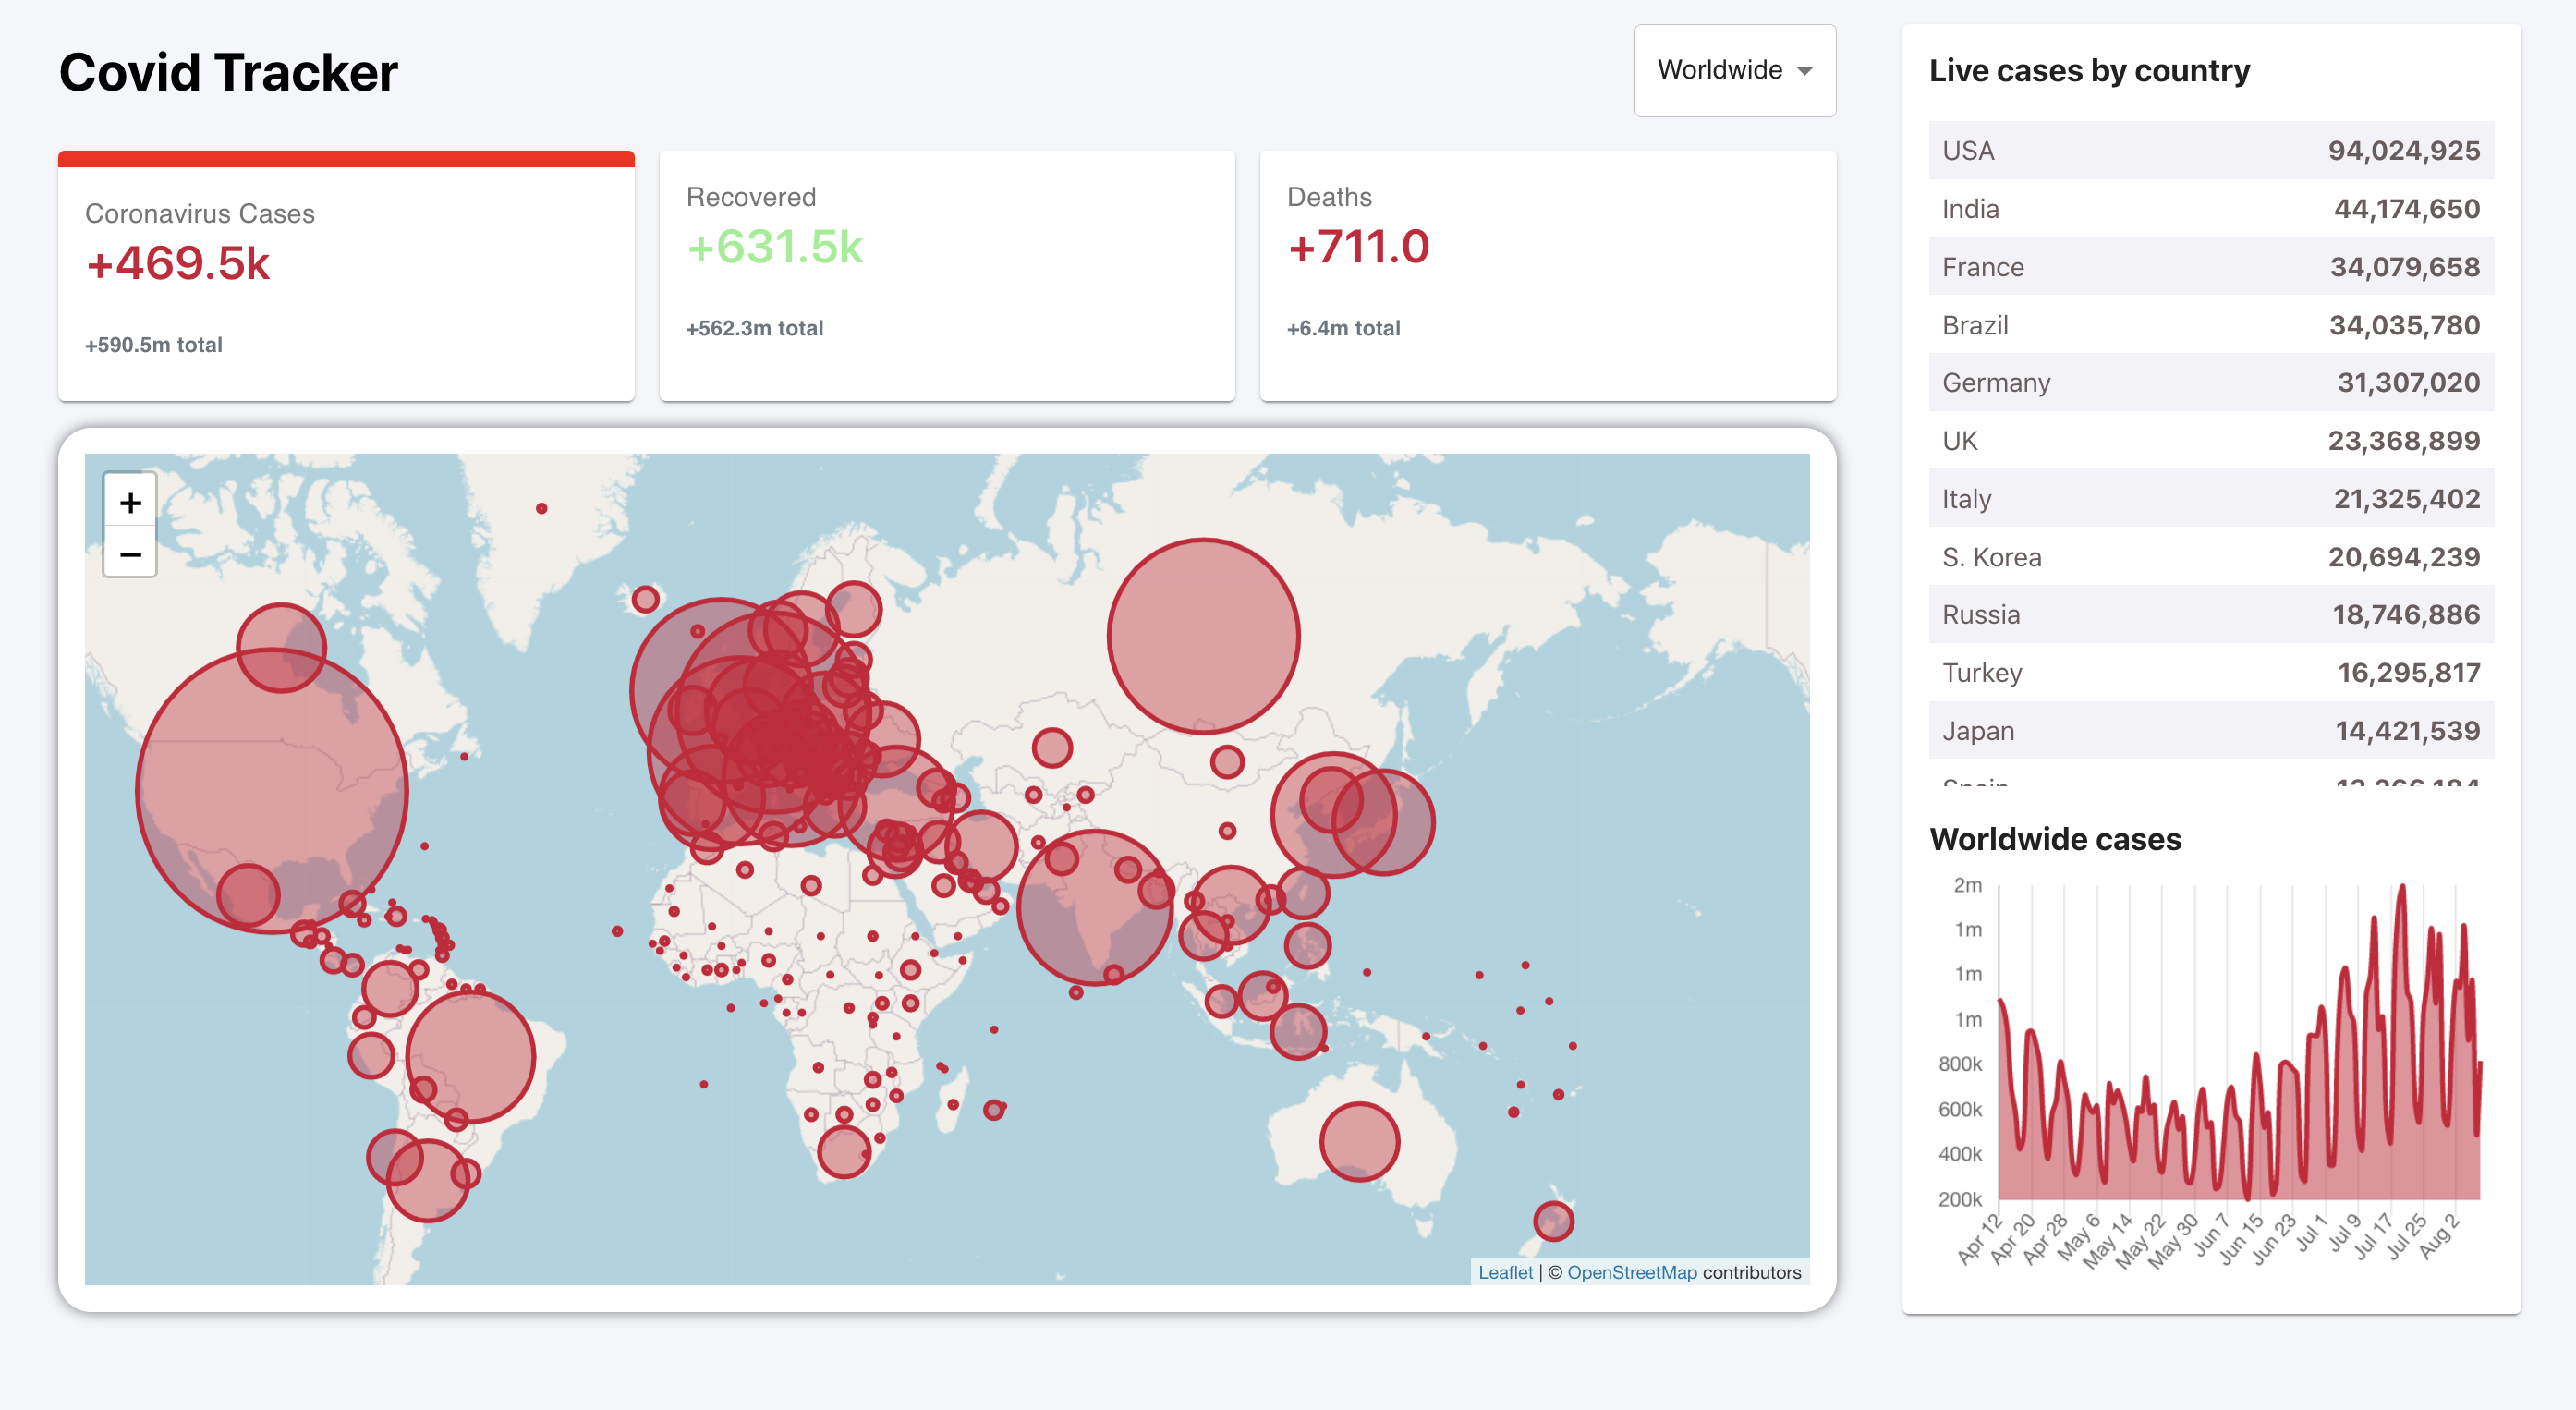 Covid Tracker
Worldwide
Coronavirus Cases
+469.5k
+590.5m total
Recovered
+631.5k
+562.3m total
Deaths
+711.0
+6.4m total
+
−
Leaflet | © OpenStreetMap contributors
Live cases by country
USA 94,024,925
India 44,174,650
France 34,079,658
Brazil 34,035,780
Germany 31,307,020
UK 23,368,899
Italy 21,325,402
S. Korea 20,694,239
Russia 18,746,886
Turkey 16,295,817
Japan 14,421,539
Spain
Worldwide cases
2m
1m
1m
1m
800k
600k
400k
200k
Apr 12
Apr 20
Apr 28
May 6
May 14
May 22
May 30
Jun 7
Jun 15
Jun 23
Jul 1
Jul 9
Jul 17
Jul 25
Aug 2